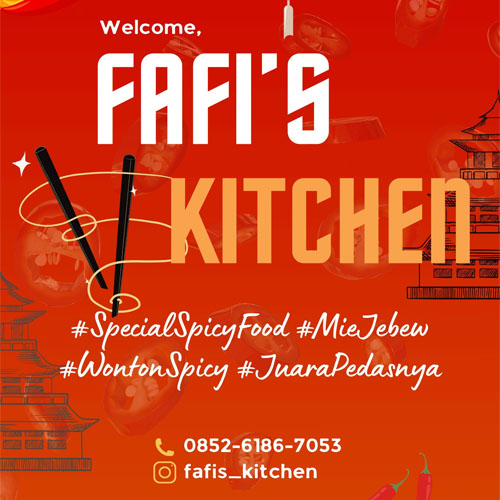 Welcome,
FAFI'S
KITCHEN
#SpecialSpicyFood #MieJebew
#WontonSpicy #JuaraPedasnya
0852-6186-7053
fafis_kitchen